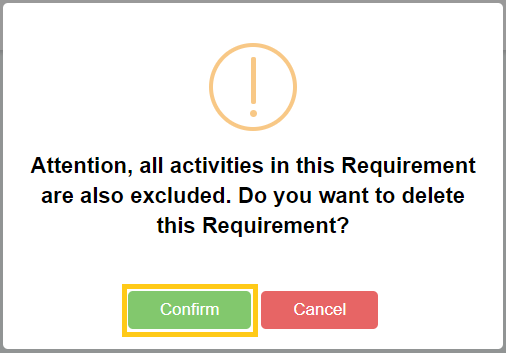 Attention, all activities in this Requirement
are also excluded. Do you want to delete
this Requirement?
Confirm
Cancel